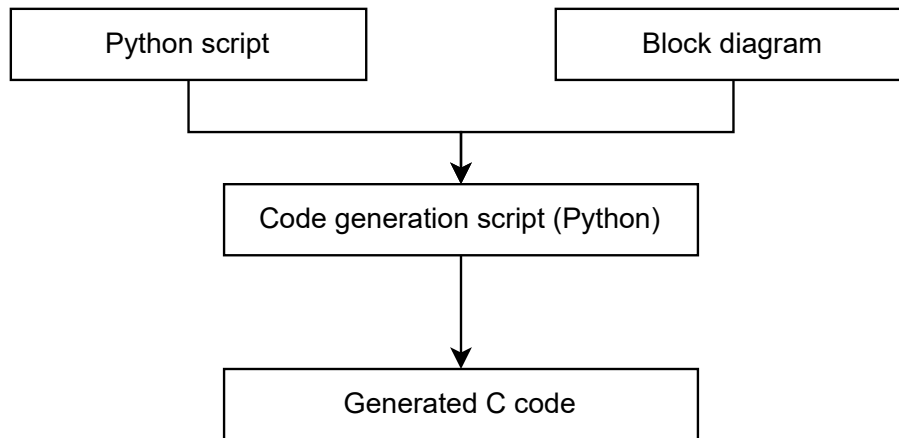 Python script
Block diagram
Code generation script (Python)
Generated C code